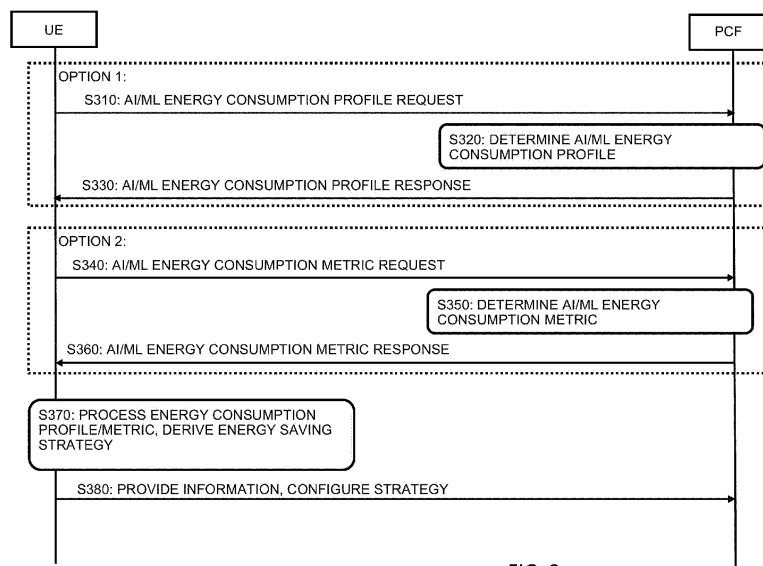 UE
PCF
OPTION 1:
S310: AI/ML ENERGY CONSUMPTION PROFILE REQUEST
S320: DETERMINE AI/ML ENERGY
CONSUMPTION PROFILE
S330: AI/ML ENERGY CONSUMPTION PROFILE RESPONSE
OPTION 2:
S340: AI/ML ENERGY CONSUMPTION METRIC REQUEST
S350: DETERMINE AI/ML ENERGY
CONSUMPTION METRIC
S360: AI/ML ENERGY CONSUMPTION METRIC RESPONSE
S370: PROCESS ENERGY CONSUMPTION
PROFILE/METRIC, DERIVE ENERGY SAVING
STRATEGY
S380: PROVIDE INFORMATION, CONFIGURE STRATEGY